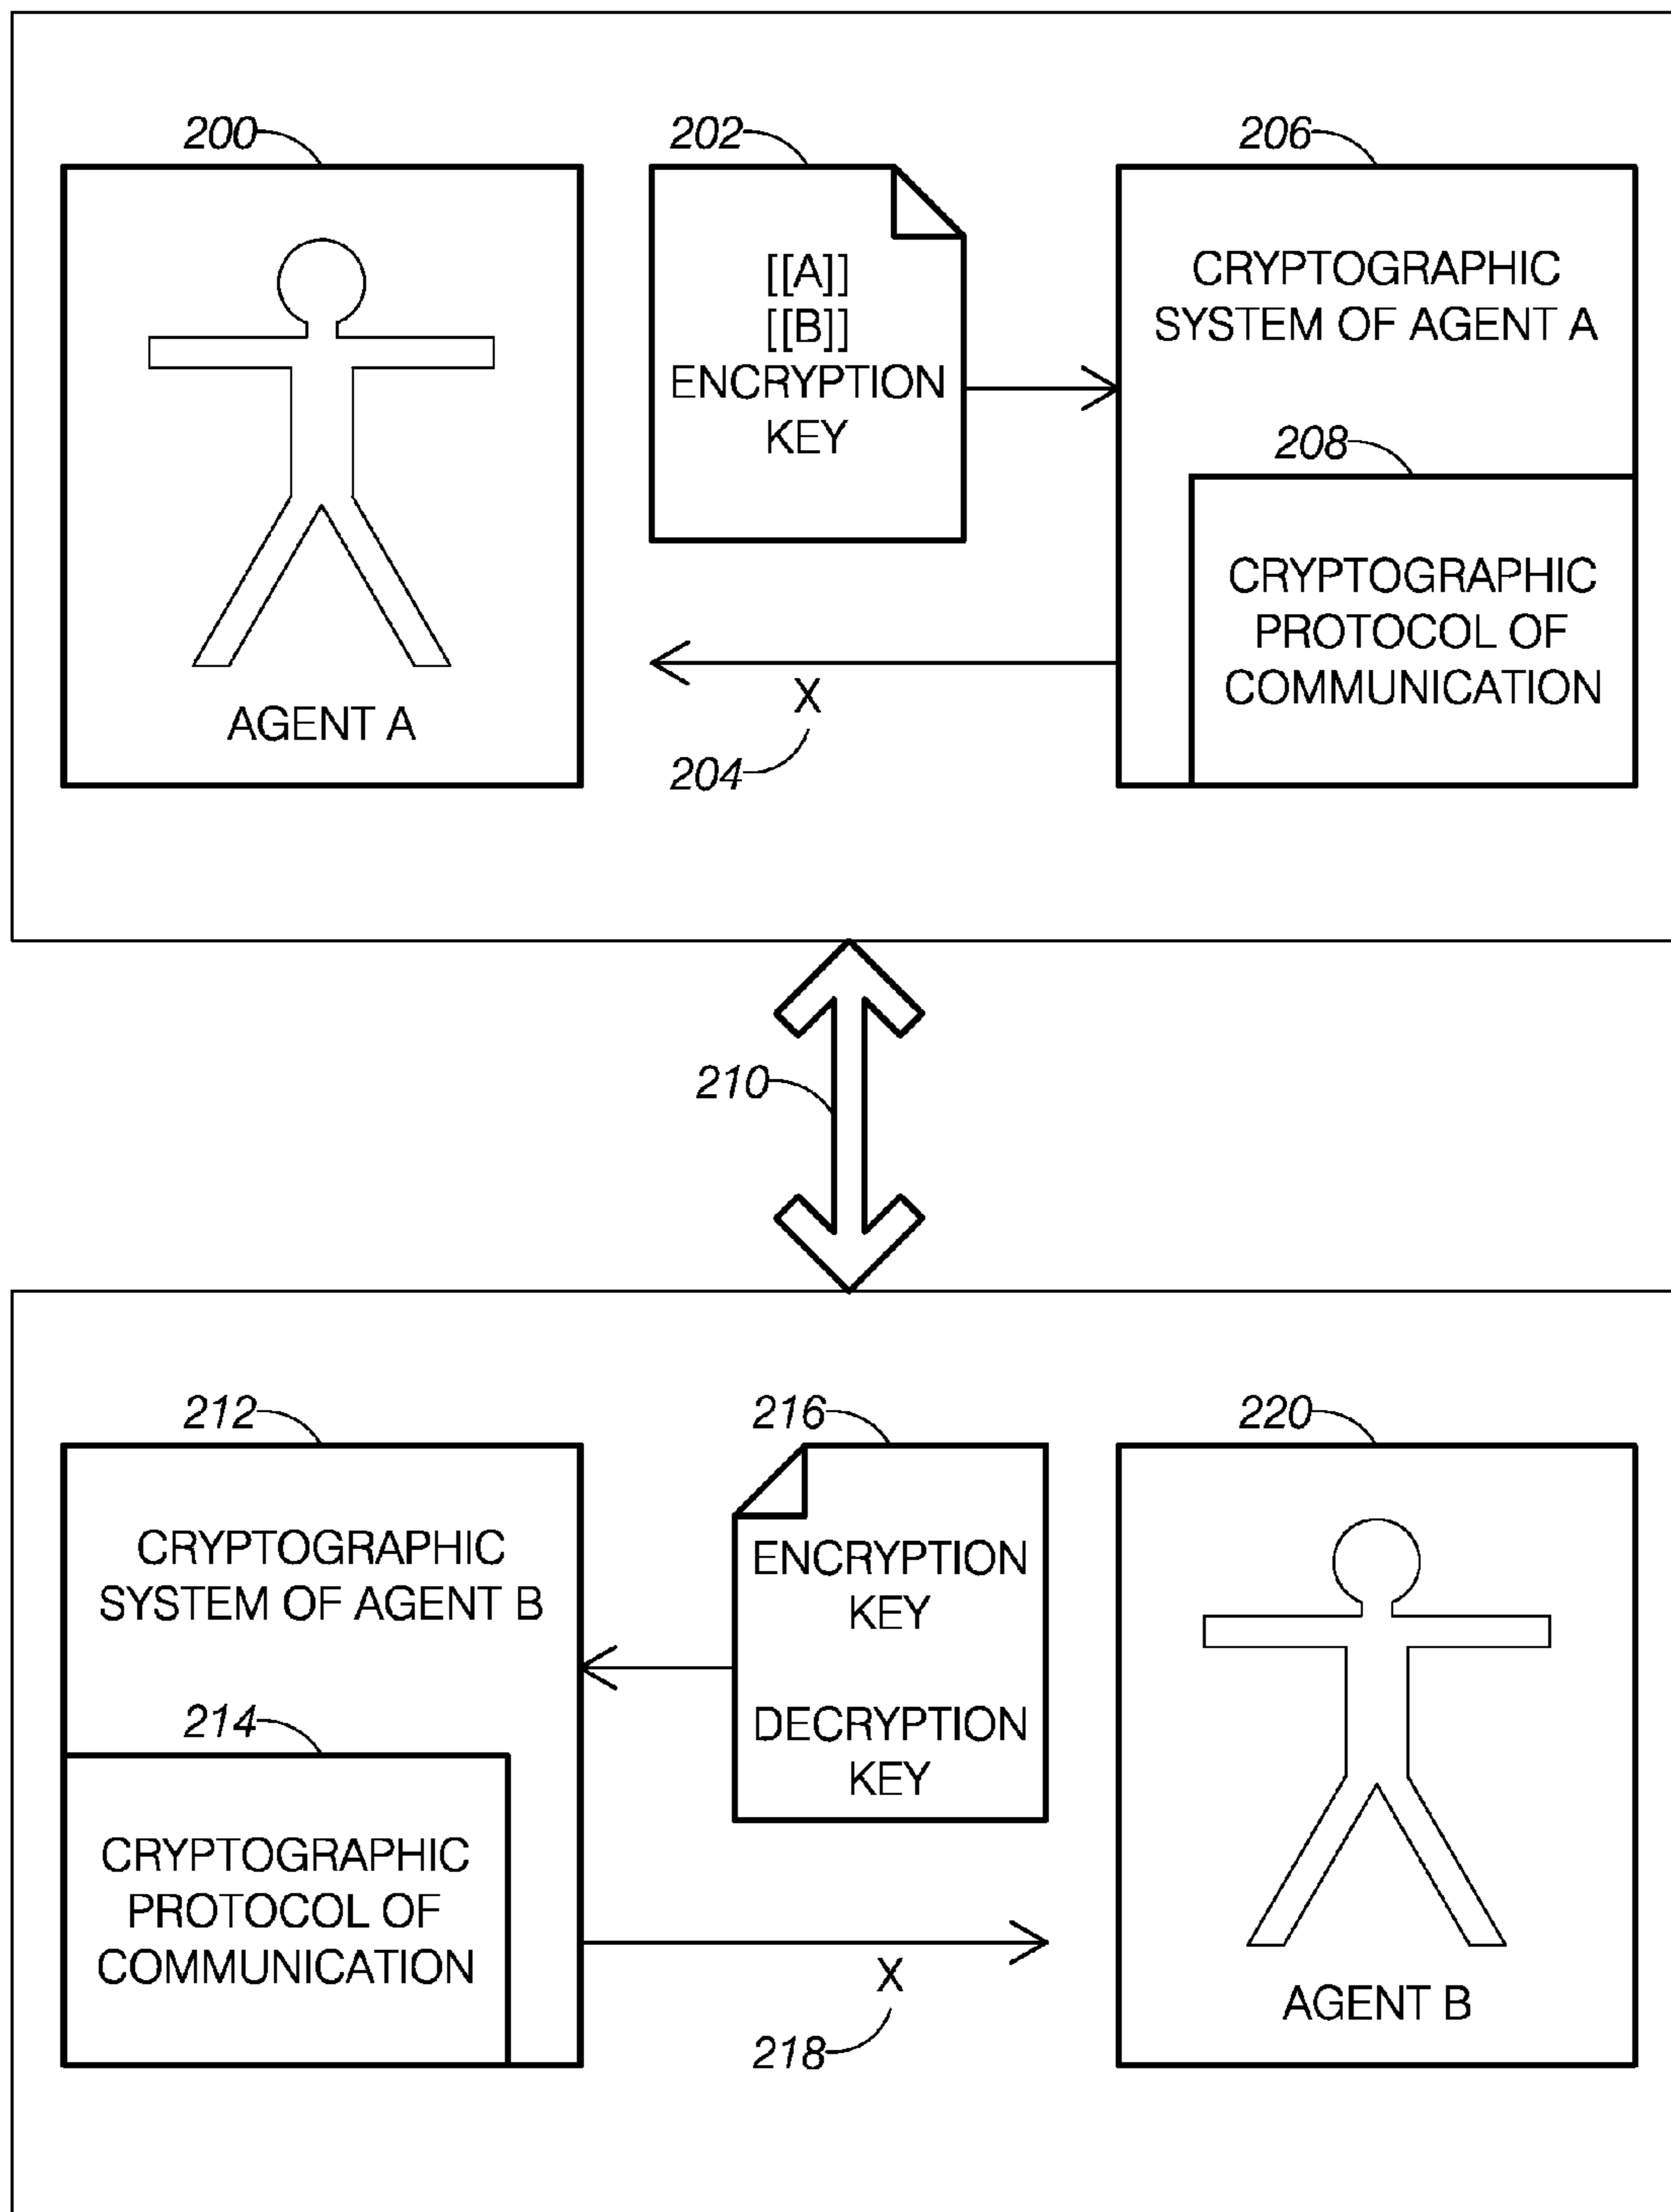 200
202
206
[[A]]
[[B]]
ENCRYPTION
KEY
CRYPTOGRAPHIC
SYSTEM OF AGENT A
208
CRYPTOGRAPHIC
PROTOCOL OF
COMMUNICATION
X
204
AGENT A
210
212
216
220
CRYPTOGRAPHIC
SYSTEM OF AGENT B
ENCRYPTION
KEY
DECRYPTION
KEY
214
CRYPTOGRAPHIC
PROTOCOL OF
COMMUNICATION
X
218
AGENT B